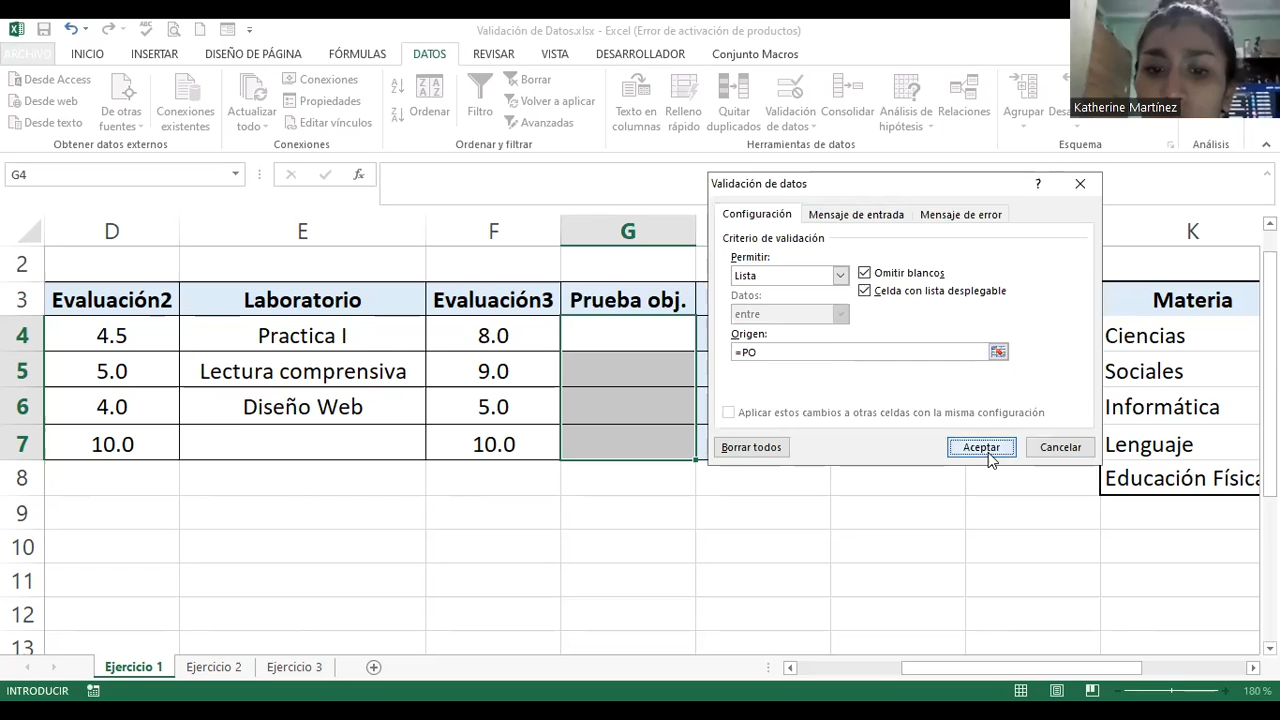 Validación de Datos.xlsx - Excel (Error de activación de productos)
ARCHIVO INICIO INSERTAR DISEÑO DE PÁGINA FÓRMULAS DATOS REVISAR VISTA DESARROLLADOR Conjunto Macros
Katherine Martínez
Desde Access
Desde web
Desde texto
De otras
fuentes
Conexiones
existentes
Obtener datos externos
Actualizar
todo
Conexiones
Propiedades
Editar vínculos
Conexiones
Ordenar
Filtro
Borrar
Volver a aplicar
Avanzadas
Ordenar y filtrar
Texto en
columnas
Relleno
rápido
Quitar
duplicados
Validación
de datos
Consolidar
Análisis de
hipótesis
Relaciones
Herramientas de datos
Agrupar
Esquema
Análisis
G4
fx
D E F G K
2
3 Evaluación2 Laboratorio Evaluación3 Prueba obj. Materia
4 4.5 Practica I 8.0 Ciencias
5 5.0 Lectura comprensiva 9.0 Sociales
6 4.0 Diseño Web 5.0 Informática
7 10.0 10.0 Lenguaje
8 Educación Física
9
10
11
12
13
Validación de datos
?
Configuración Mensaje de entrada Mensaje de error
Criterio de validación
Permitir:
Lista
Omitir blancos
Celda con lista desplegable
Datos:
entre
Origen:
=PO
Aplicar estos cambios a otras celdas con la misma configuración
Borrar todos Aceptar Cancelar
Ejercicio 1 Ejercicio 2 Ejercicio 3
INTRODUCIR
180 %